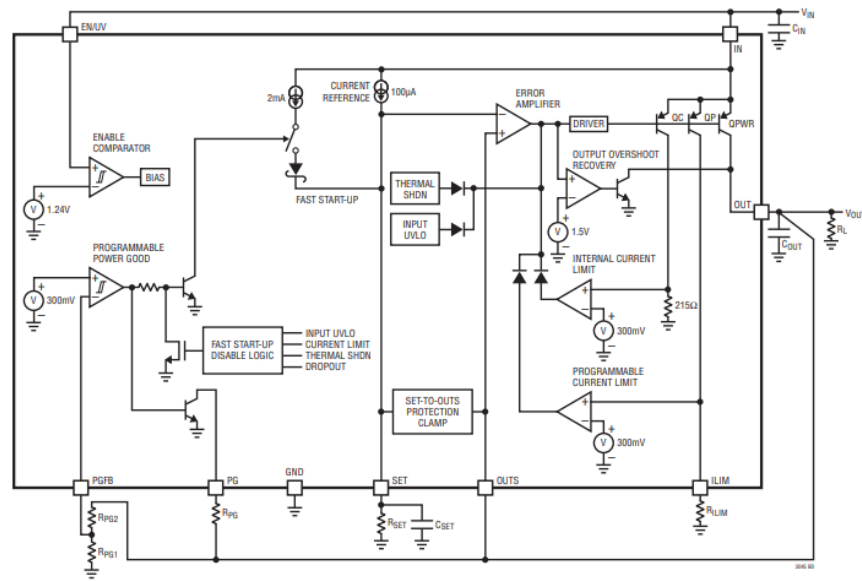 EN/UV
VIN
CIN
IN
2mA
CURRENT
REFERENCE
100µA
ERROR
AMPLIFIER
DRIVER
QC
QP
QPWR
ENABLE
COMPARATOR
BIAS
1.24V
FAST START-UP
THERMAL
SHDN
INPUT
UVLO
OUTPUT OVERSHOOT
RECOVERY
1.5V
OUT
VOU
COUT
RL
PROGRAMMABLE
POWER GOOD
300mV
INTERNAL CURRENT
LIMIT
215Ω
300mV
FAST START-UP
DISABLE LOGIC
INPUT UVLO
CURRENT LIMIT
THERMAL SHDN
DROPOUT
SET-TO-OUTS
PROTECTION
CLAMP
PROGRAMMABLE
CURRENT LIMIT
300mV
PGFB
PG
GND
SET
OUTS
ILIM
RPG2
RPG1
RPG
RSET
CSET
RILIM
3045 BD